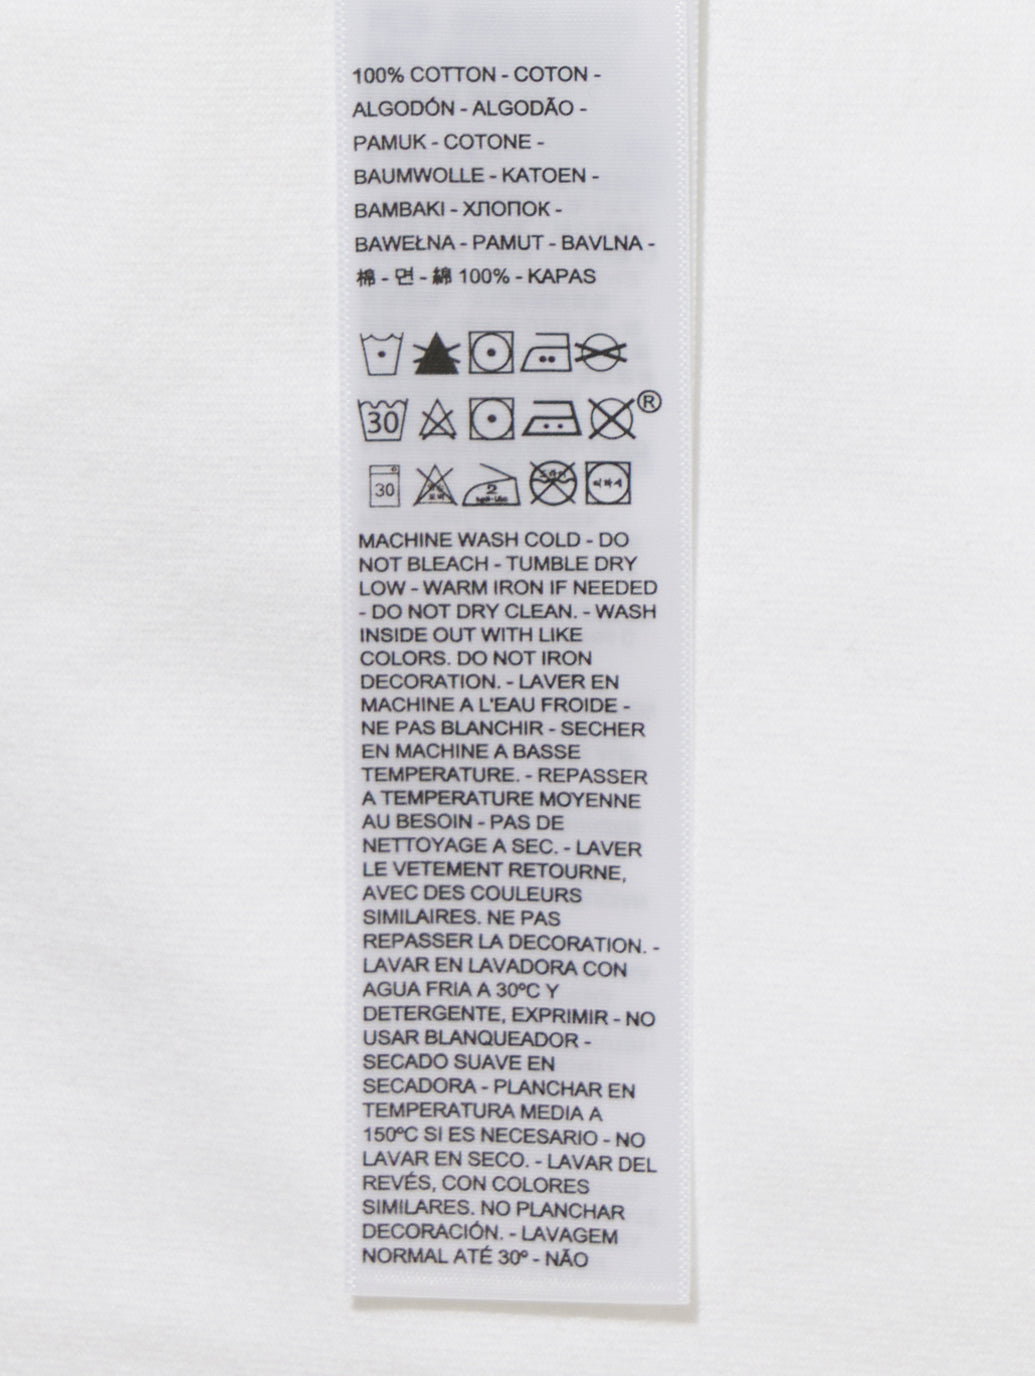 100% COTTON - COTON -
ALGODÓN - ALGODÃO -
PAMUK - COTONE -
BAUMWOLLE - KATOEN -
BAMBAKI - ХЛОПОК -
BAWEŁNA - PAMUT - BAVLNA -
棉 - 면 - 綿 100% - KAPAS
30 ®
30 2
MACHINE WASH COLD - DO
NOT BLEACH - TUMBLE DRY
LOW - WARM IRON IF NEEDED
- DO NOT DRY CLEAN. - WASH
INSIDE OUT WITH LIKE
COLORS. DO NOT IRON
DECORATION. - LAVER EN
MACHINE A L'EAU FROIDE -
NE PAS BLANCHIR - SECHER
EN MACHINE A BASSE
TEMPERATURE. - REPASSER
A TEMPERATURE MOYENNE
AU BESOIN - PAS DE
NETTOYAGE A SEC. - LAVER
LE VETEMENT RETOURNE,
AVEC DES COULEURS
SIMILAIRES. NE PAS
REPASSER LA DECORATION. -
LAVAR EN LAVADORA CON
AGUA FRIA A 30ºC Y
DETERGENTE, EXPRIMIR - NO
USAR BLANQUEADOR -
SECADO SUAVE EN
SECADORA - PLANCHAR EN
TEMPERATURA MEDIA A
150ºC SI ES NECESARIO - NO
LAVAR EN SECO. - LAVAR DEL
REVÉS, CON COLORES
SIMILARES. NO PLANCHAR
DECORACIÓN. - LAVAGEM
NORMAL ATÉ 30º - NÃO